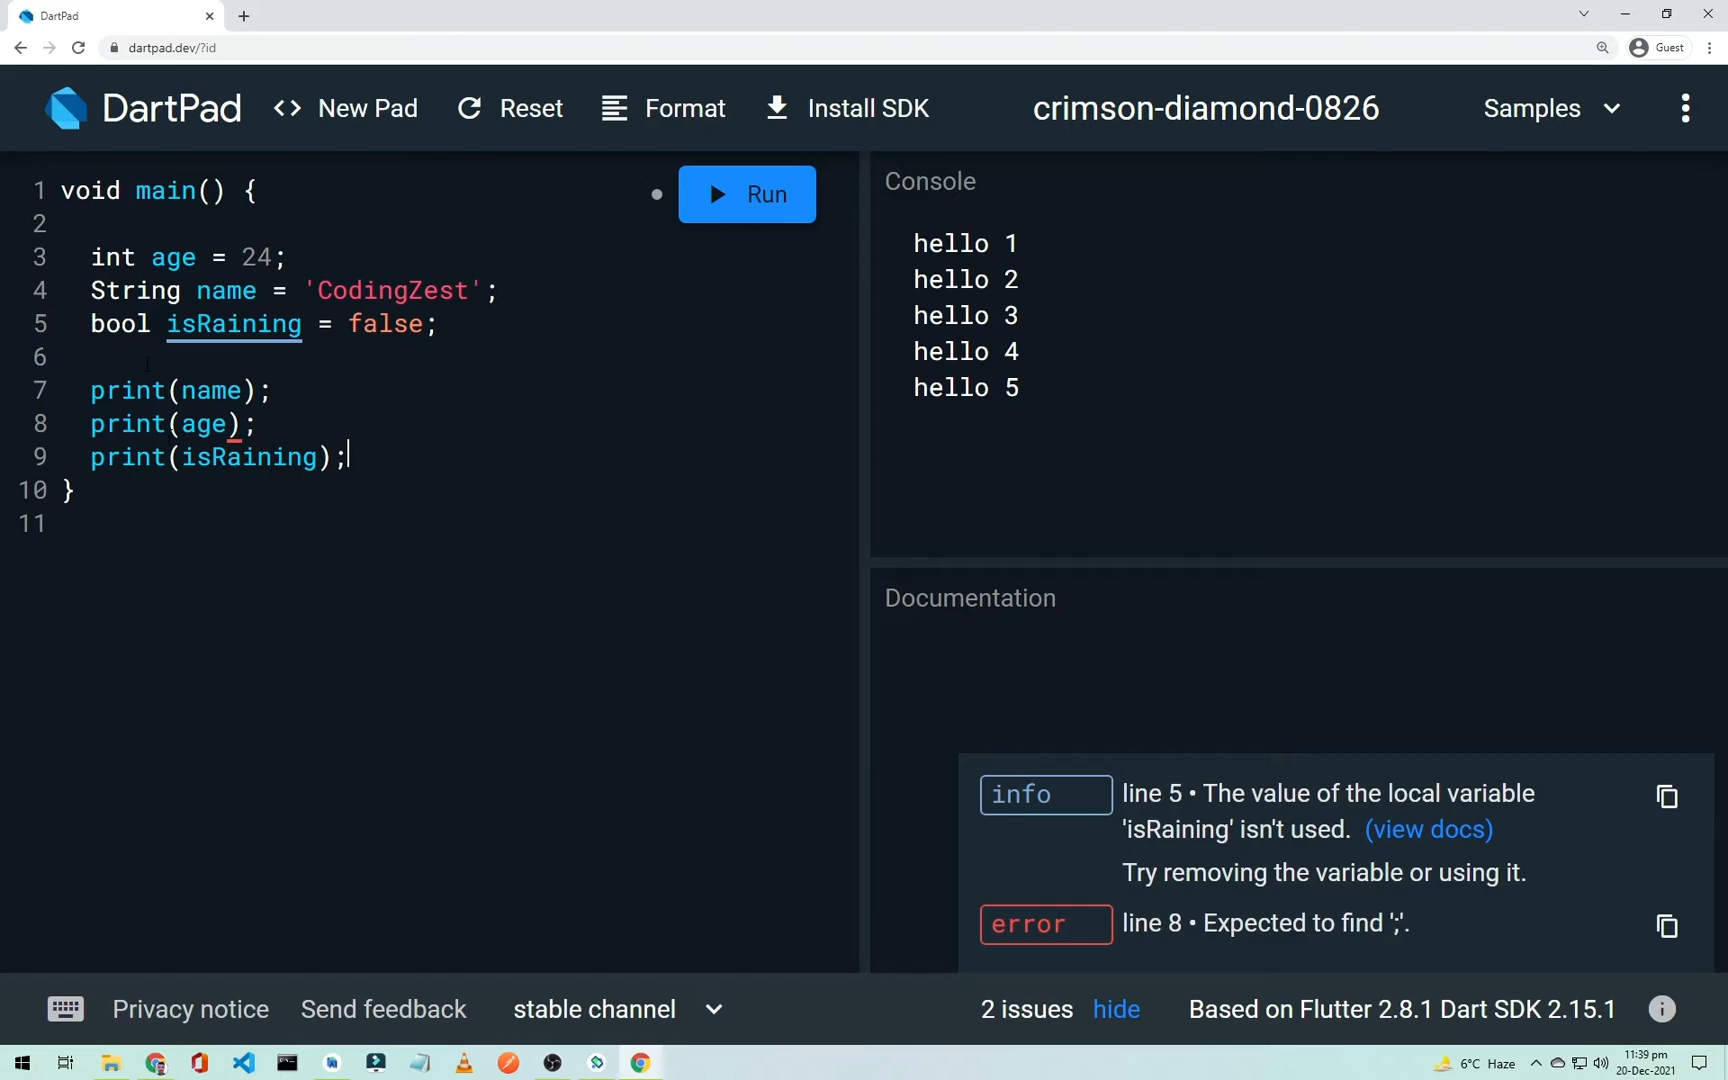 DartPad
dartpad.dev/?id
Guest
DartPad
<> New Pad
Reset
Format
Install SDK
crimson-diamond-0826
Samples
1 void main() {
2
3 int age = 24;
4 String name = 'CodingZest';
5 bool isRaining = false;
6
7 print(name);
8 print(age);
9 print(isRaining);
10 }
11
Run
Console
hello 1
hello 2
hello 3
hello 4
hello 5
Documentation
info line 5 • The value of the local variable
'isRaining' isn't used. (view docs)
Try removing the variable or using it.
error line 8 • Expected to find ';'.
Privacy notice
Send feedback
stable channel
2 issues hide
Based on Flutter 2.8.1 Dart SDK 2.15.1
6°C Haze
11:39 pm
20-Dec-2021